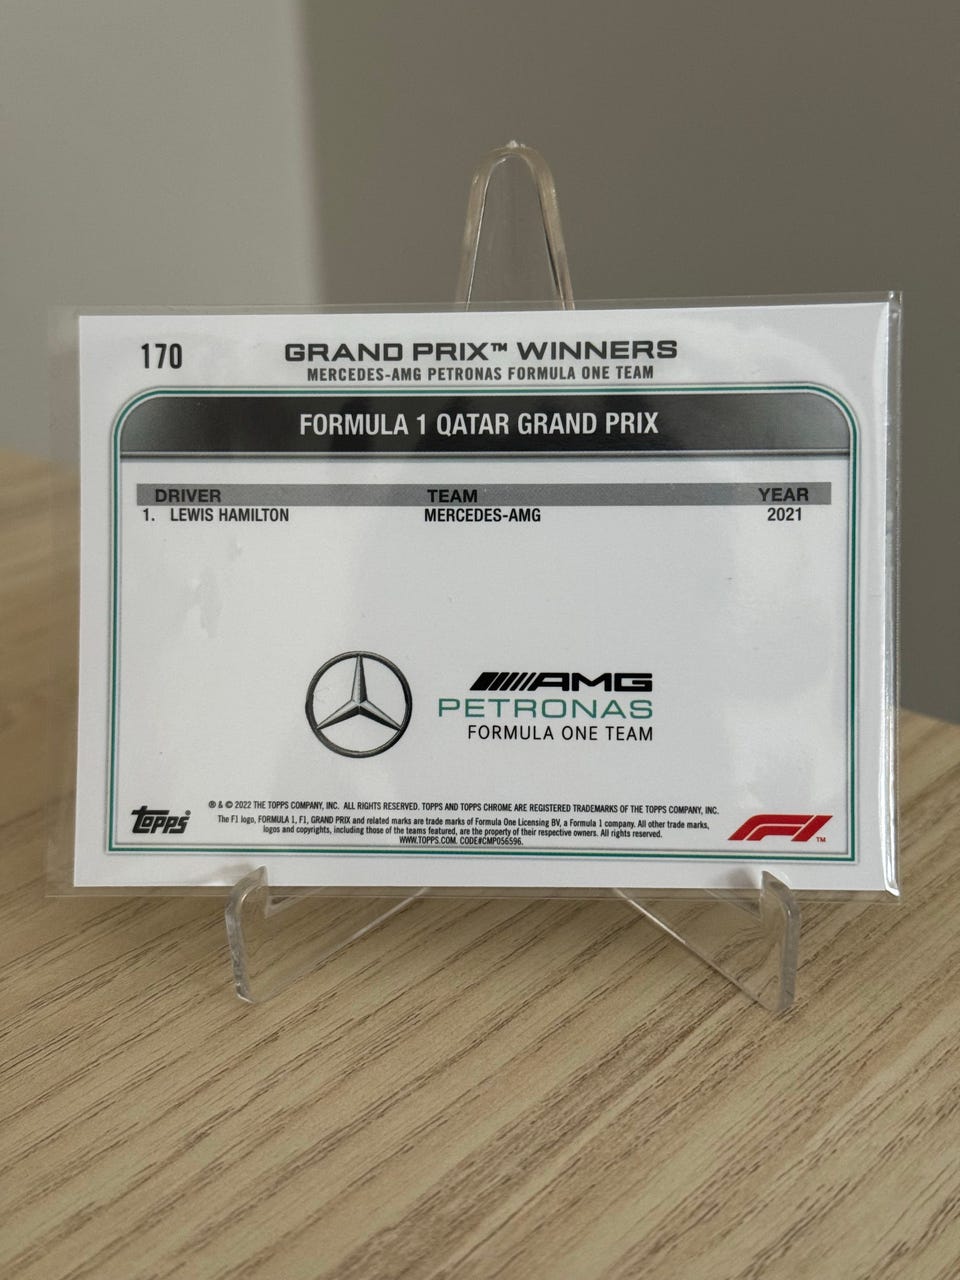 170
GRAND PRIX™ WINNERS
MERCEDES-AMG PETRONAS FORMULA ONE TEAM
FORMULA 1 QATAR GRAND PRIX
DRIVER TEAM YEAR
1. LEWIS HAMILTON MERCEDES-AMG 2021
AMG
PETRONAS
FORMULA ONE TEAM
® & © 2022 THE TOPPS COMPANY, INC. ALL RIGHTS RESERVED. TOPPS AND TOPPS CHROME ARE REGISTERED TRADEMARKS OF THE TOPPS COMPANY, INC.
The F1 logo, FORMULA 1, F1, GRAND PRIX and related marks are trade marks of Formula One Licensing BV, a Formula 1 company. All other trade marks,
logos and copyrights, including those of the teams featured, are the property of their respective owners. All rights reserved.
WWW.TOPPS.COM. CODE#CMP056596.
Topps
F1™